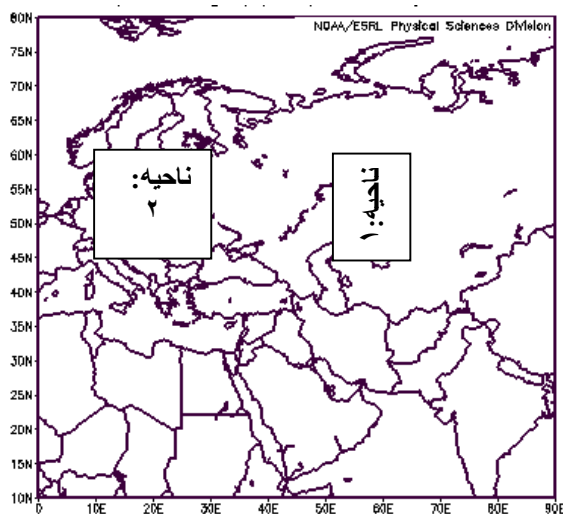 NOAA/ESRL Physical Sciences Division
80N
75N
70N
65N
60N
55N
50N
45N
40N
35N
30N
25N
20N
15N
10N
ناحیه:
۲
ناحیه:۱
0 10E 20E 30E 40E 50E 60E 70E 80E 90E